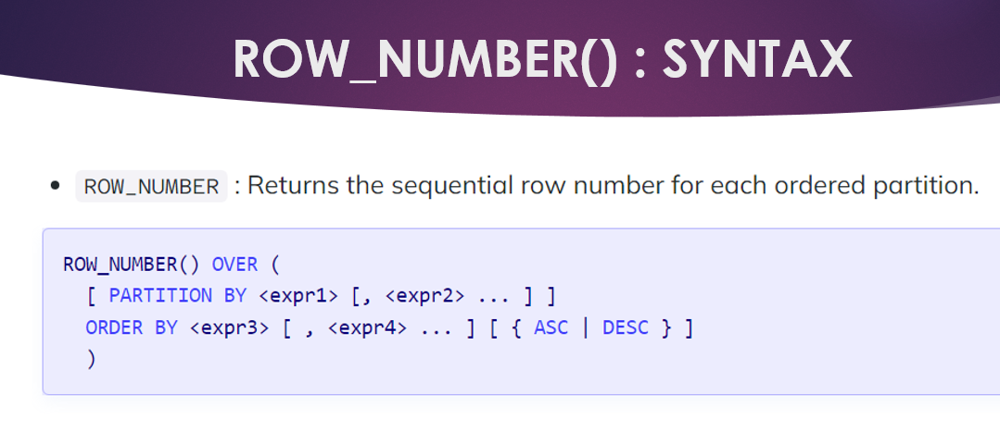 ROW_NUMBER() : SYNTAX
• ROW_NUMBER : Returns the sequential row number for each ordered partition.
ROW_NUMBER() OVER (
[ PARTITION BY <expr1> [, <expr2> ... ] ]
ORDER BY <expr3> [ , <expr4> ... ] [ { ASC | DESC } ]
)